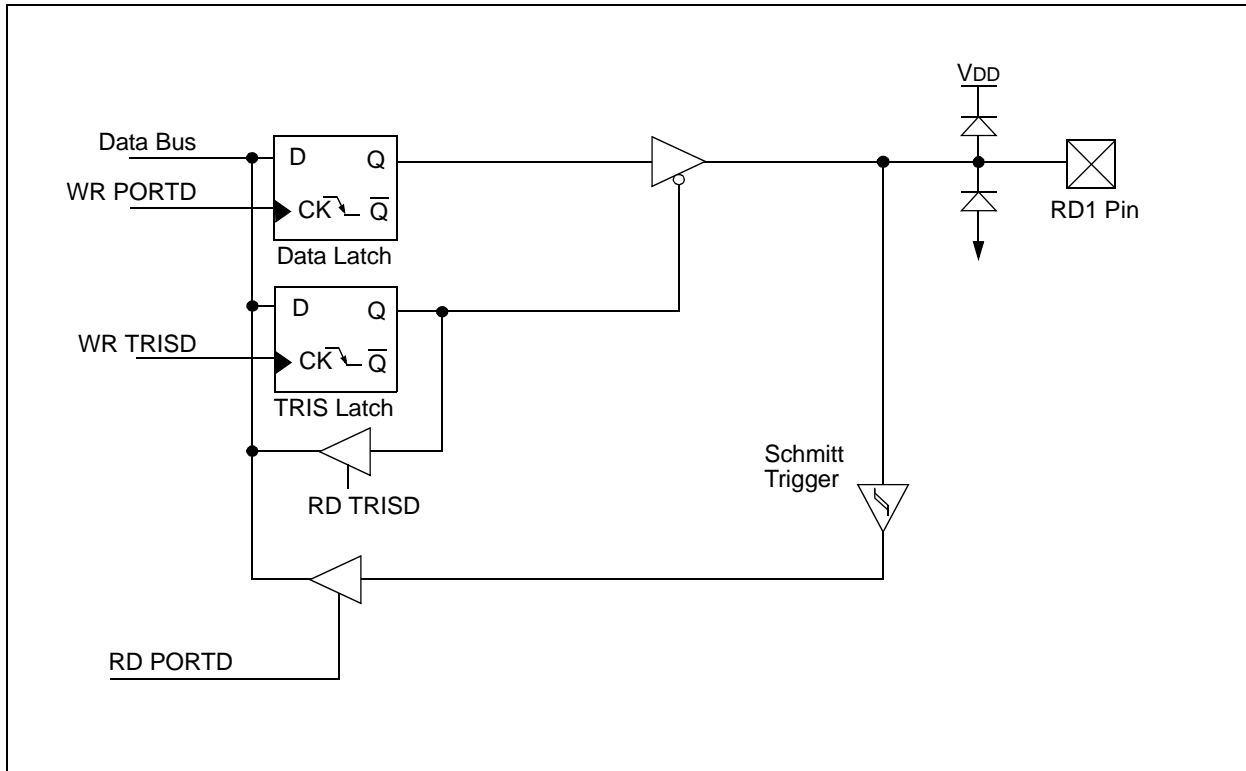 VDD
Data Bus
D Q
WR PORTD
CK Q̅
RD1 Pin
Data Latch
D Q
WR TRISD
CK Q̅
TRIS Latch
Schmitt
Trigger
RD TRISD
RD PORTD